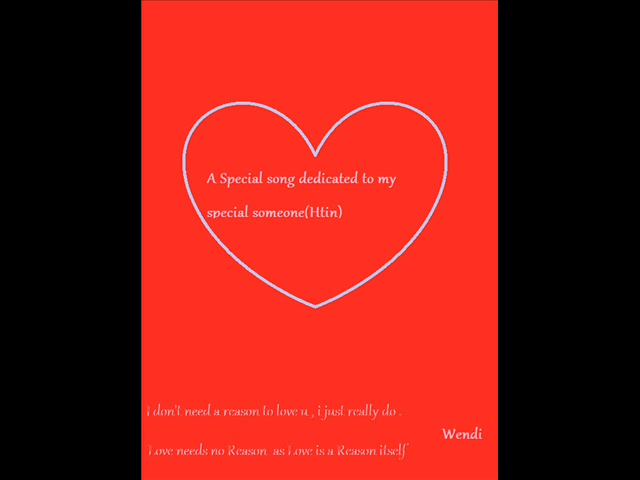 A Special song dedicated to my
special someone(Htin)
I don't need a reason to love u , i just really do .
Wendi
Love needs no Reason as Love is a Reason itself